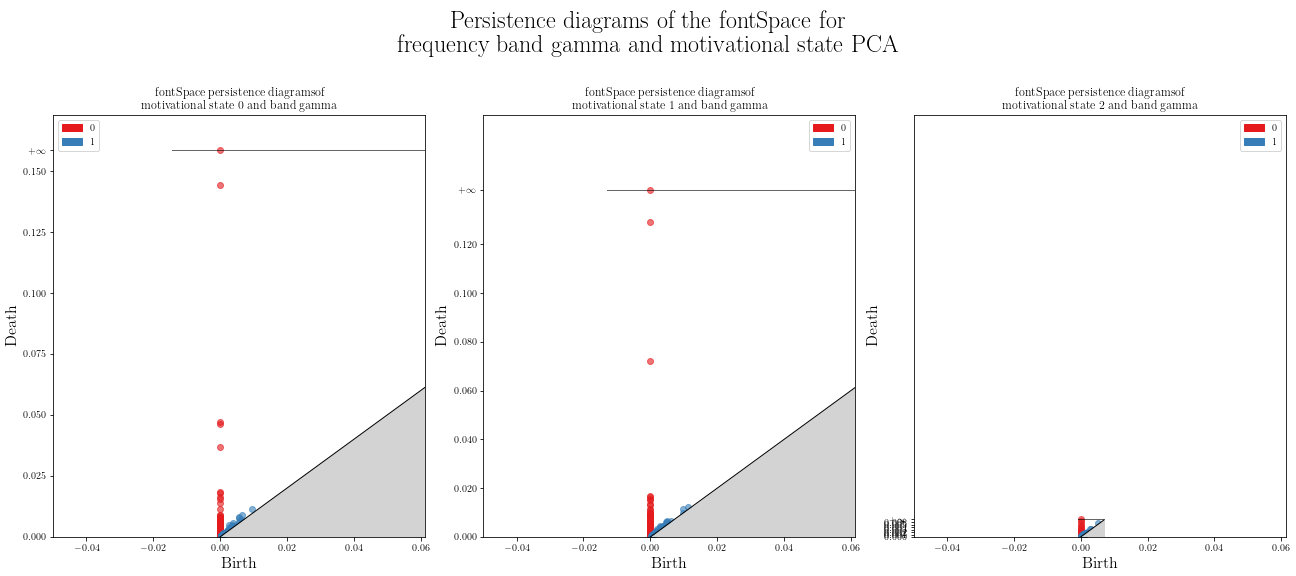 Persistence diagrams of the fontSpace for
frequency band gamma and motivational state PCA
fontSpace persistence diagramsof
motivational state 0 and band gamma
0
1
+∞
0.150
0.125
0.100
0.075
0.050
0.025
0.000
Death
−0.04 −0.02 0.00 0.02 0.04 0.06
Birth
fontSpace persistence diagramsof
motivational state 1 and band gamma
0
1
+∞
0.120
0.100
0.080
0.060
0.040
0.020
0.000
Death
−0.04 −0.02 0.00 0.02 0.04 0.06
Birth
fontSpace persistence diagramsof
motivational state 2 and band gamma
0
1
0.000
Death
−0.04 −0.02 0.00 0.02 0.04 0.06
Birth